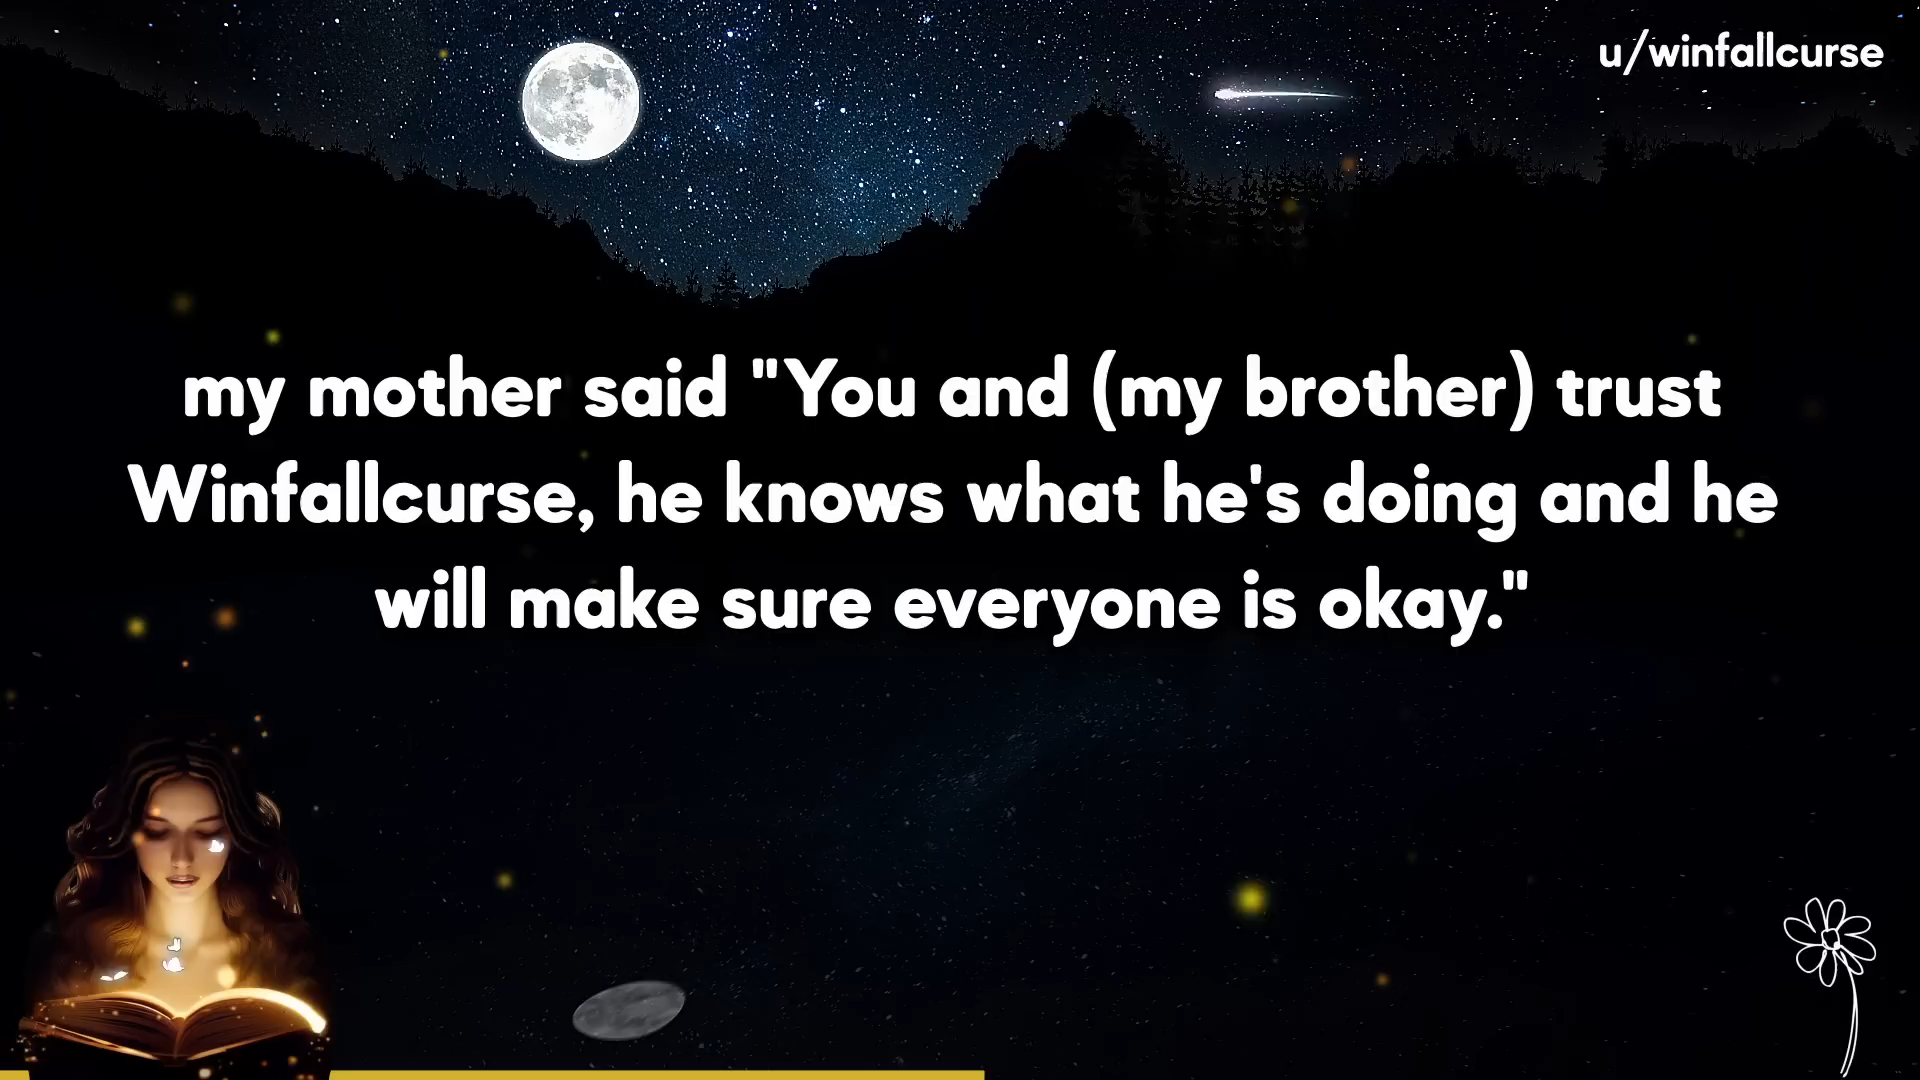 u/winfallcurse
my mother said "You and (my brother) trust
Winfallcurse, he knows what he's doing and he
will make sure everyone is okay."